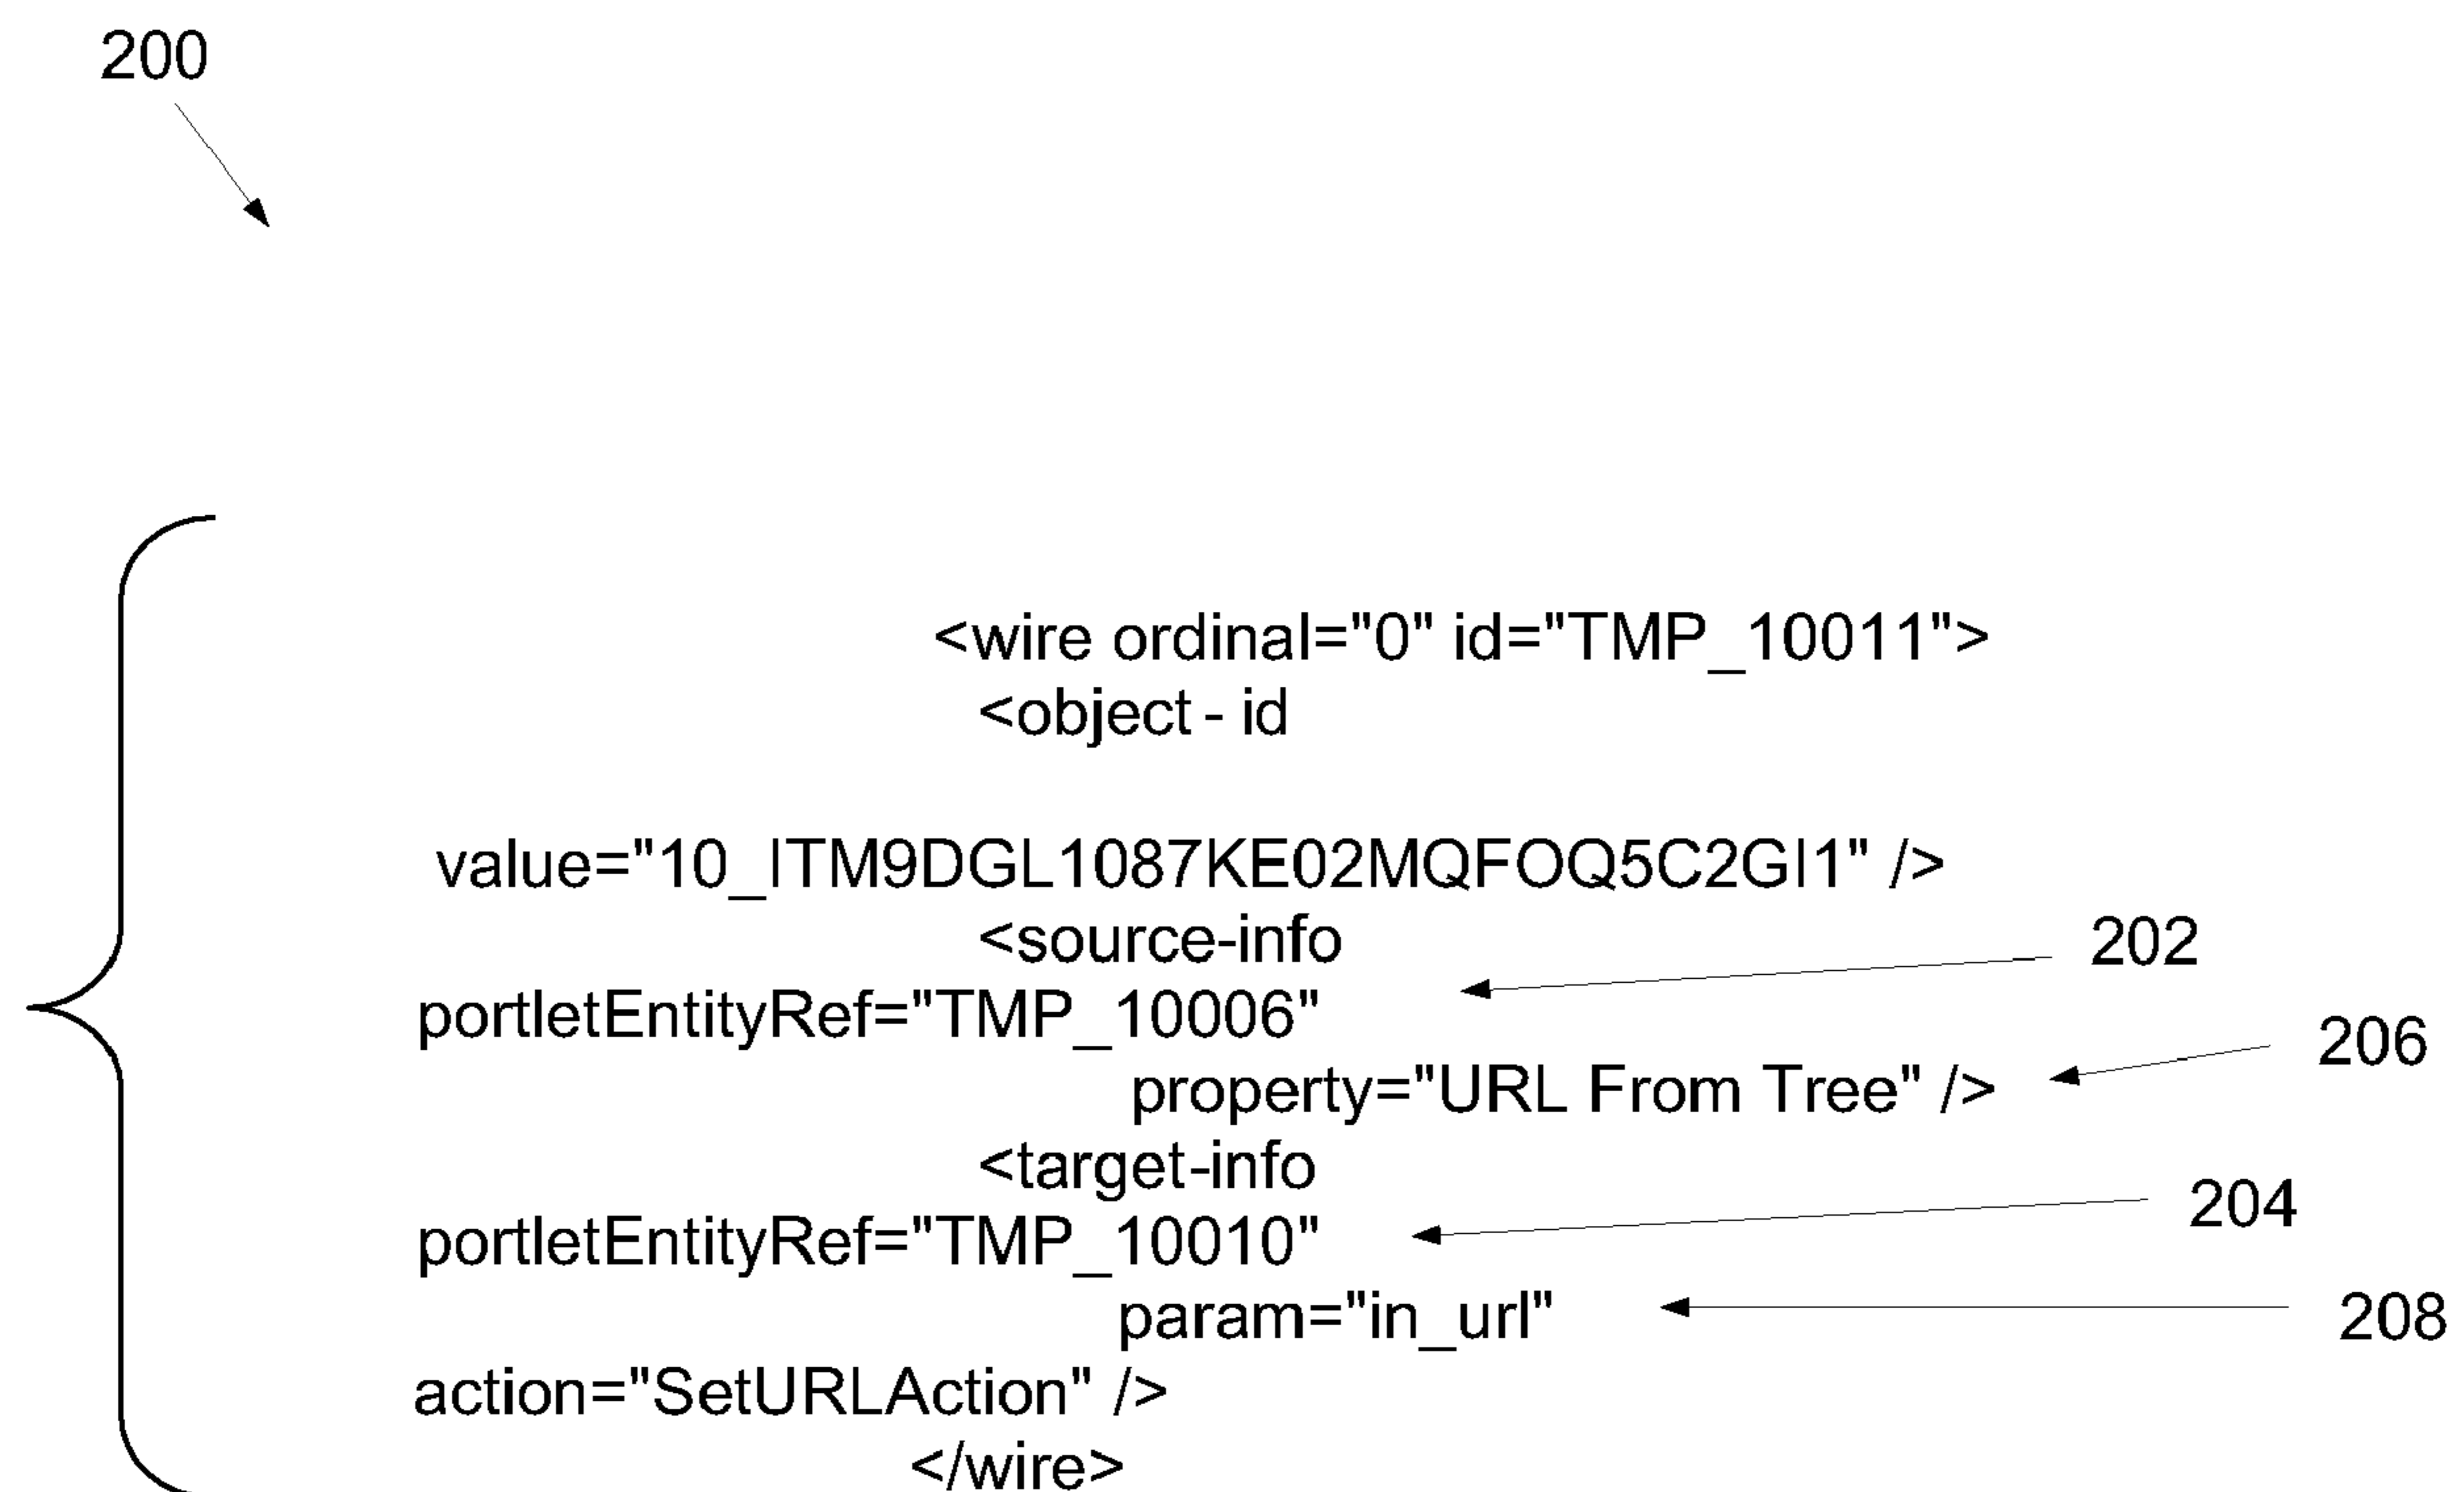 200
<wire ordinal="0" id="TMP_10011">
<object - id
value="10_ITM9DGL1087KE02MQFOQ5C2GI1" />
<source-info
202
portletEntityRef="TMP_10006"
206
property="URL From Tree" />
<target-info
204
portletEntityRef="TMP_10010"
param="in_url"
208
action="SetURLAction" />
</wire>